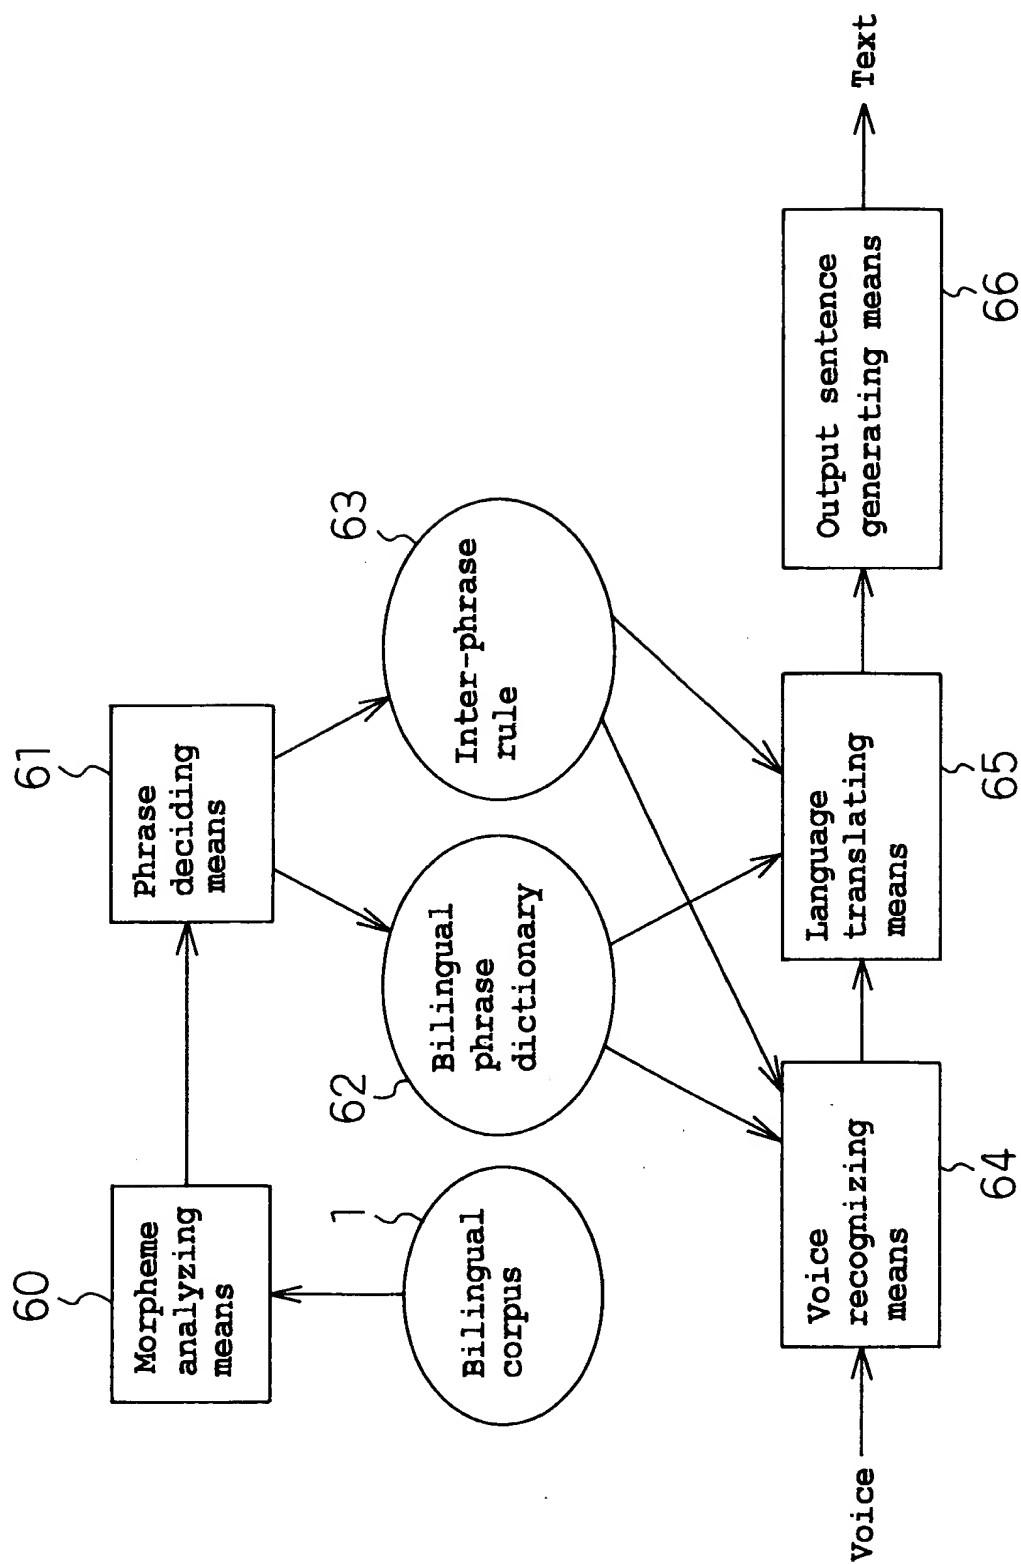 60
Morpheme
analyzing
means
61
Phrase
deciding
means
1
Bilingual
corpus
62
Bilingual
phrase
dictionary
63
Inter-phrase
rule
Voice
Voice
recognizing
means
64
Language
translating
means
65
Output sentence
generating means
66
Text